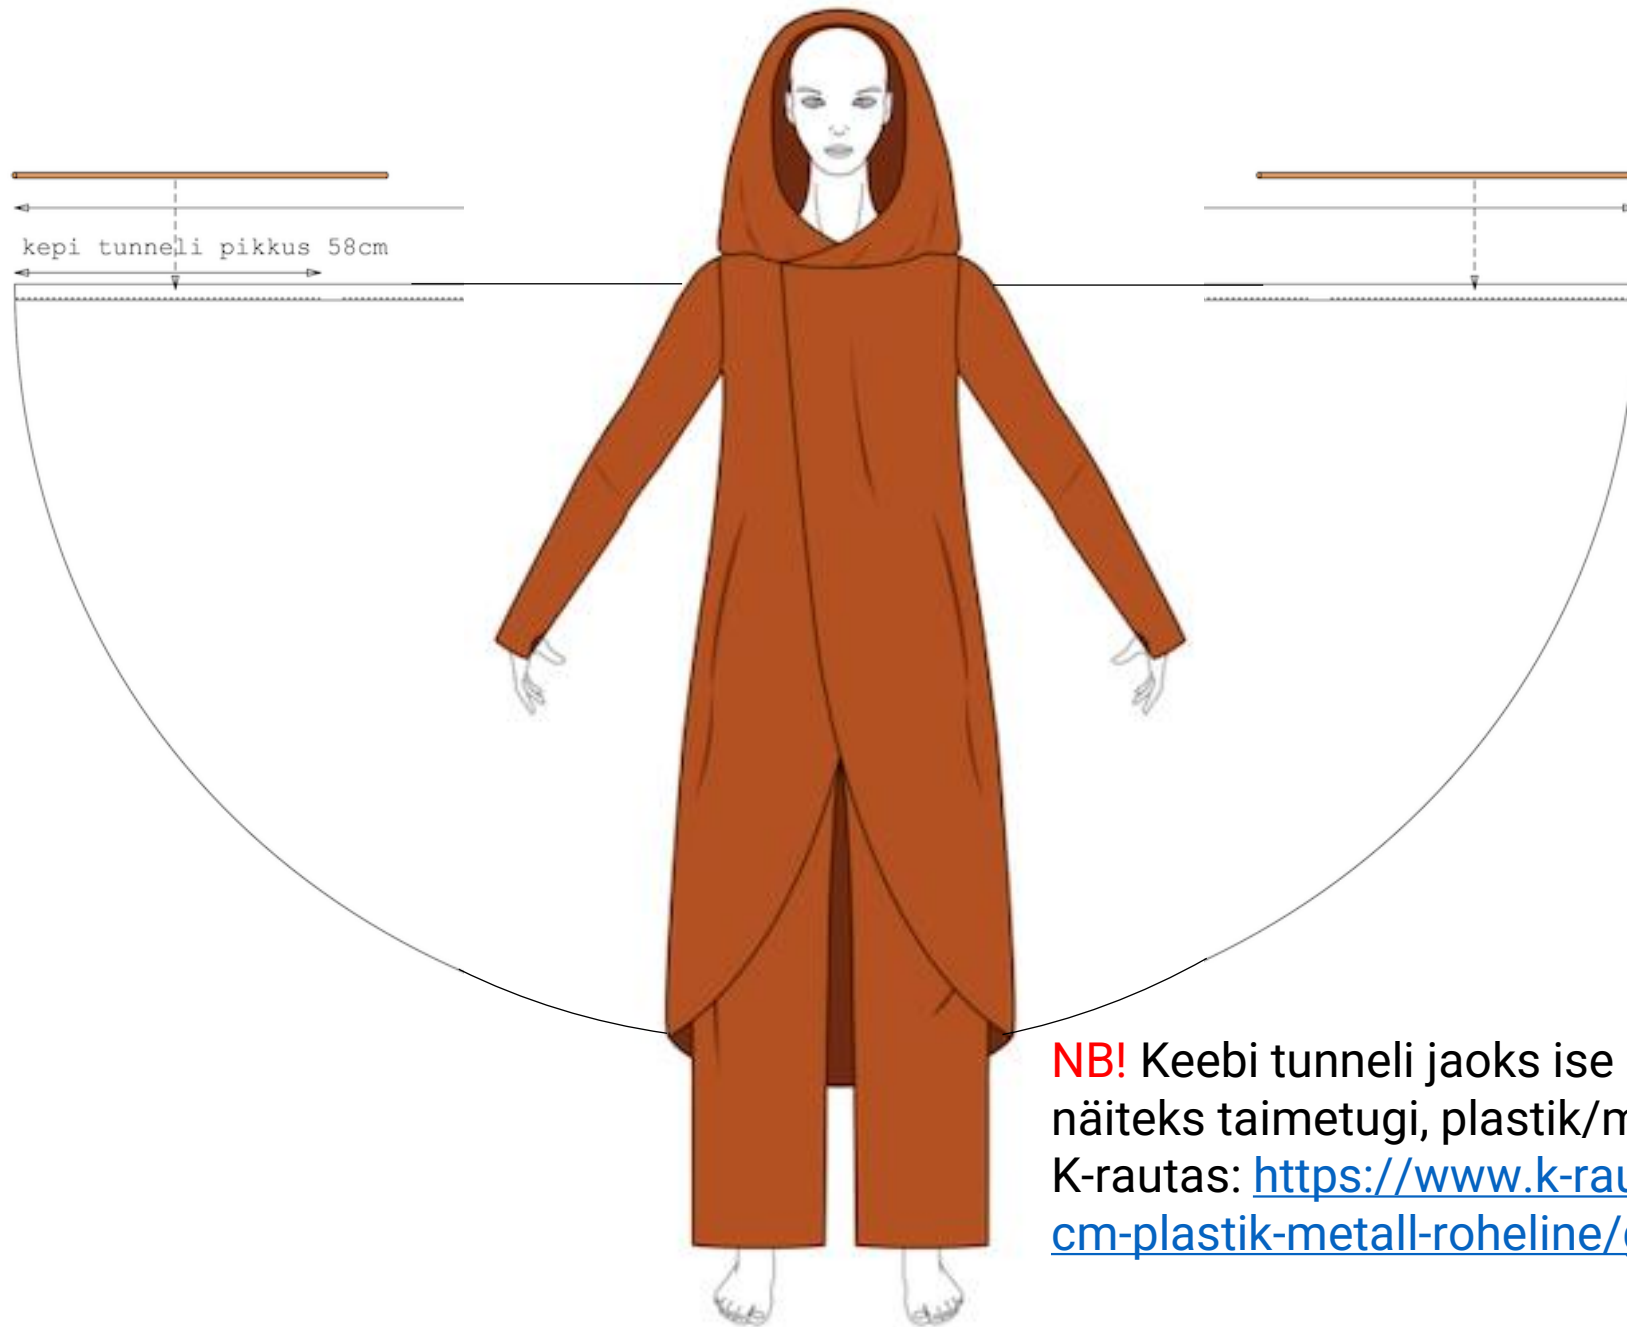 kepi tunneli pikkus 58cm
NB! Keebi tunneli jaoks ise
näiteks taimetugi, plastik/m
K-rautas: https://www.k-rau
cm-plastik-metall-roheline/